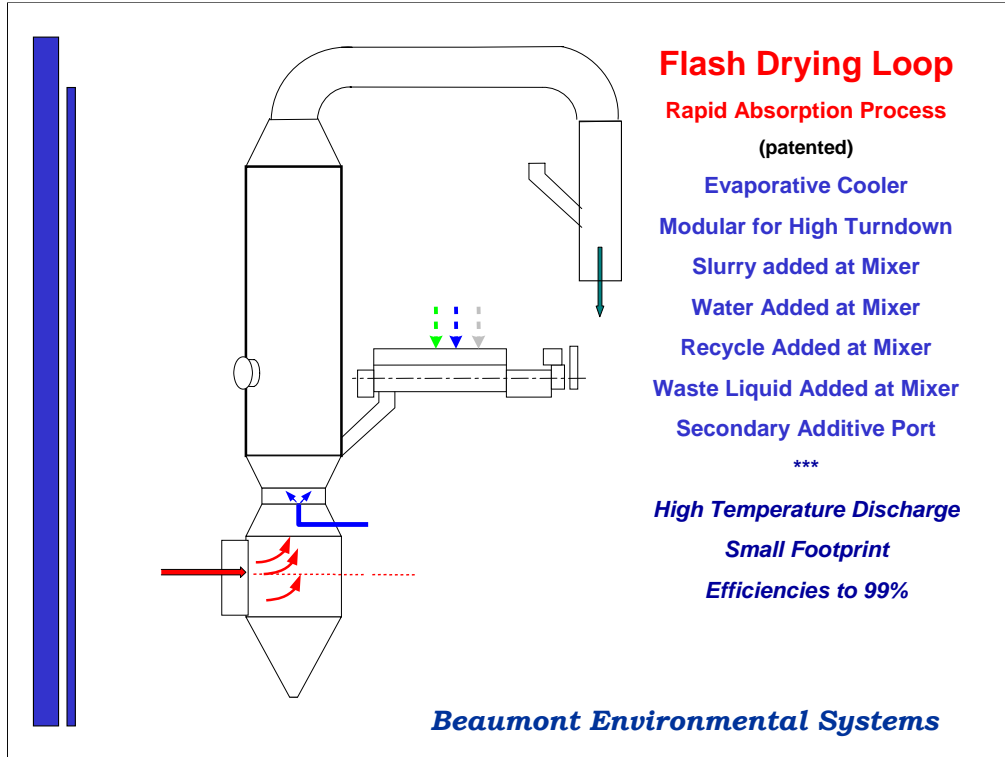 Flash Drying Loop
Rapid Absorption Process
(patented)
Evaporative Cooler
Modular for High Turndown
Slurry added at Mixer
Water Added at Mixer
Recycle Added at Mixer
Waste Liquid Added at Mixer
Secondary Additive Port
***
High Temperature Discharge
Small Footprint
Efficiencies to 99%
Beaumont Environmental Systems